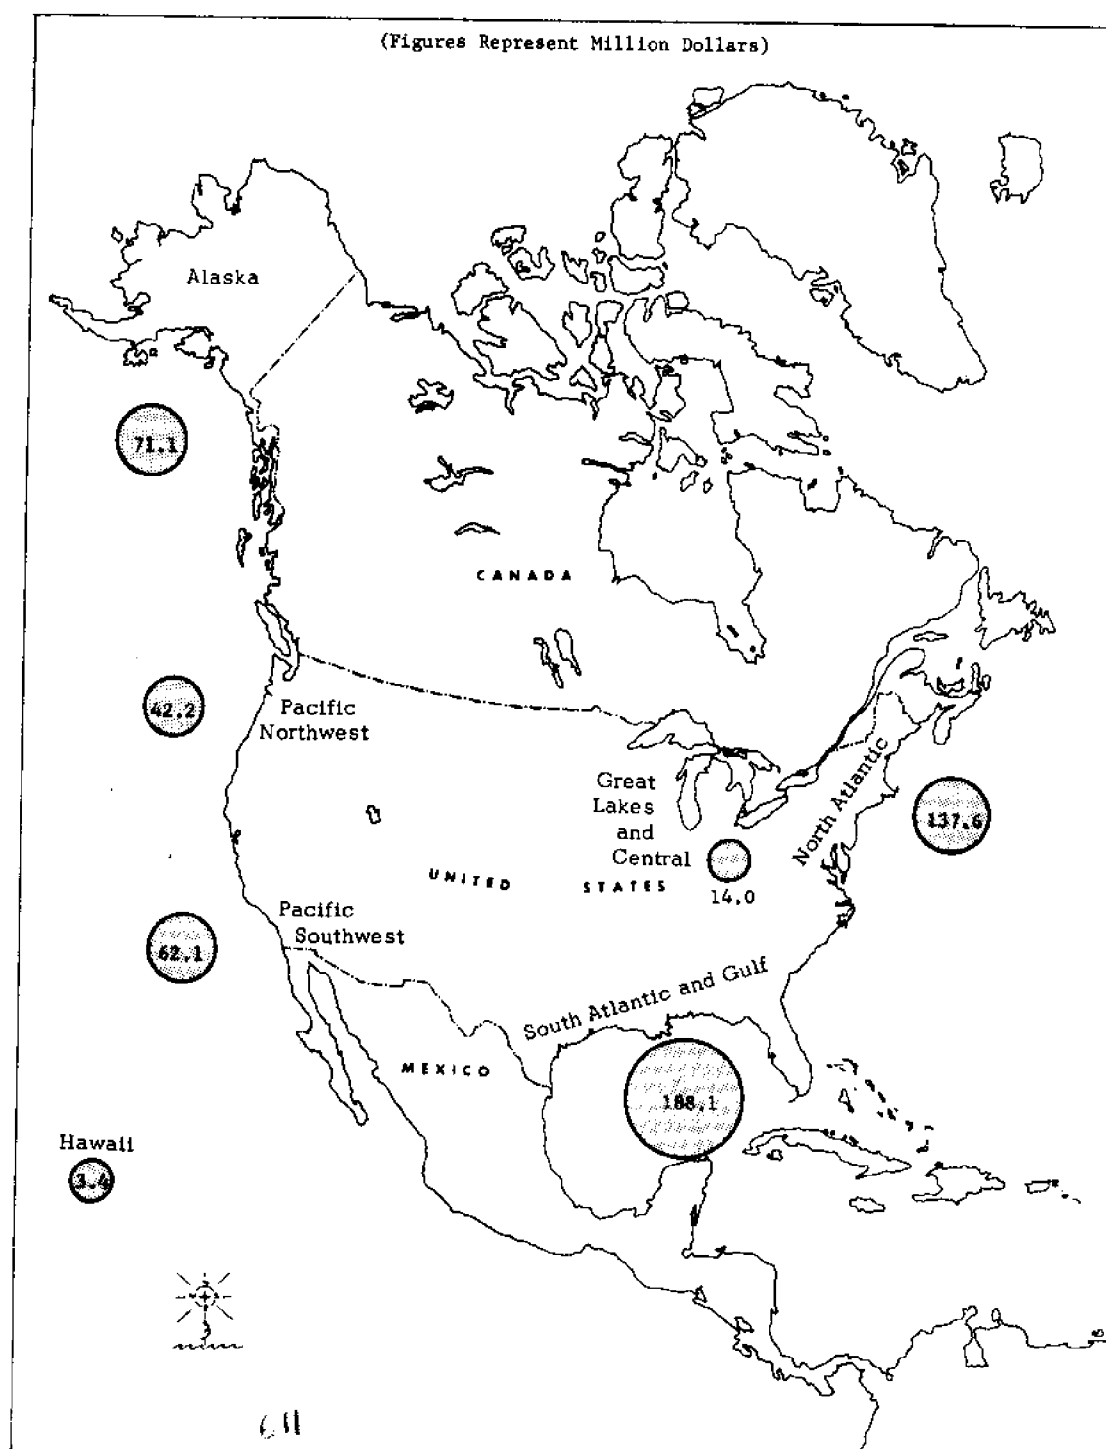 (Figures Represent Million Dollars)
Alaska
71.1
CANADA
42.2
Pacific
Northwest
Great
Lakes
and
Central
North Atlantic
137.6
14.0
UNITED STATES
Pacific
Southwest
62.1
South Atlantic and Gulf
MEXICO
188.1
Hawaii
3.4
611